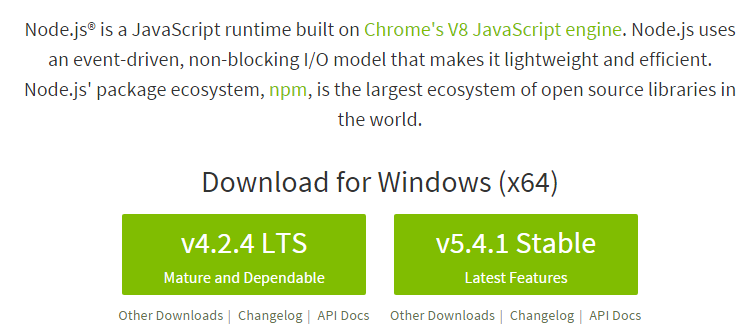 Node.js® is a JavaScript runtime built on Chrome's V8 JavaScript engine. Node.js uses
an event-driven, non-blocking I/O model that makes it lightweight and efficient.
Node.js' package ecosystem, npm, is the largest ecosystem of open source libraries in
the world.
Download for Windows (x64)
v4.2.4 LTS
Mature and Dependable
v5.4.1 Stable
Latest Features
Other Downloads | Changelog | API Docs
Other Downloads | Changelog | API Docs